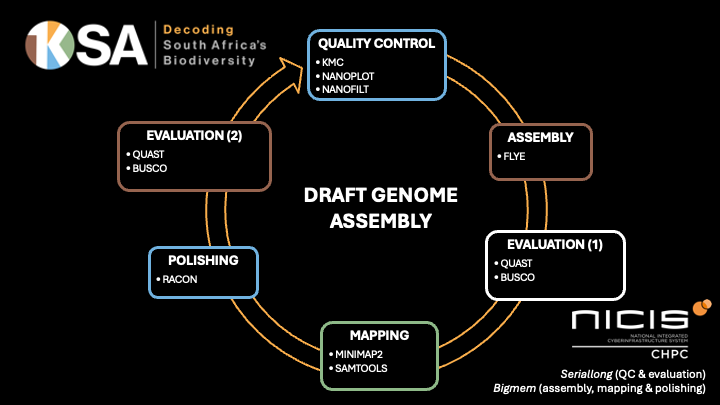 1KSA
Decoding
South Africa's
Biodiversity
QUALITY CONTROL
• KMC
• NANOPLOT
• NANOFILT
ASSEMBLY
• FLYE
EVALUATION (1)
• QUAST
• BUSCO
MAPPING
• MINIMAP2
• SAMTOOLS
POLISHING
• RACON
EVALUATION (2)
• QUAST
• BUSCO
DRAFT GENOME
ASSEMBLY
NICIS
NATIONAL INTEGRATED
CYBERINFRASTRUCTURE SYSTEM
CHPC
Seriallong (QC & evaluation)
Bigmem (assembly, mapping & polishing)